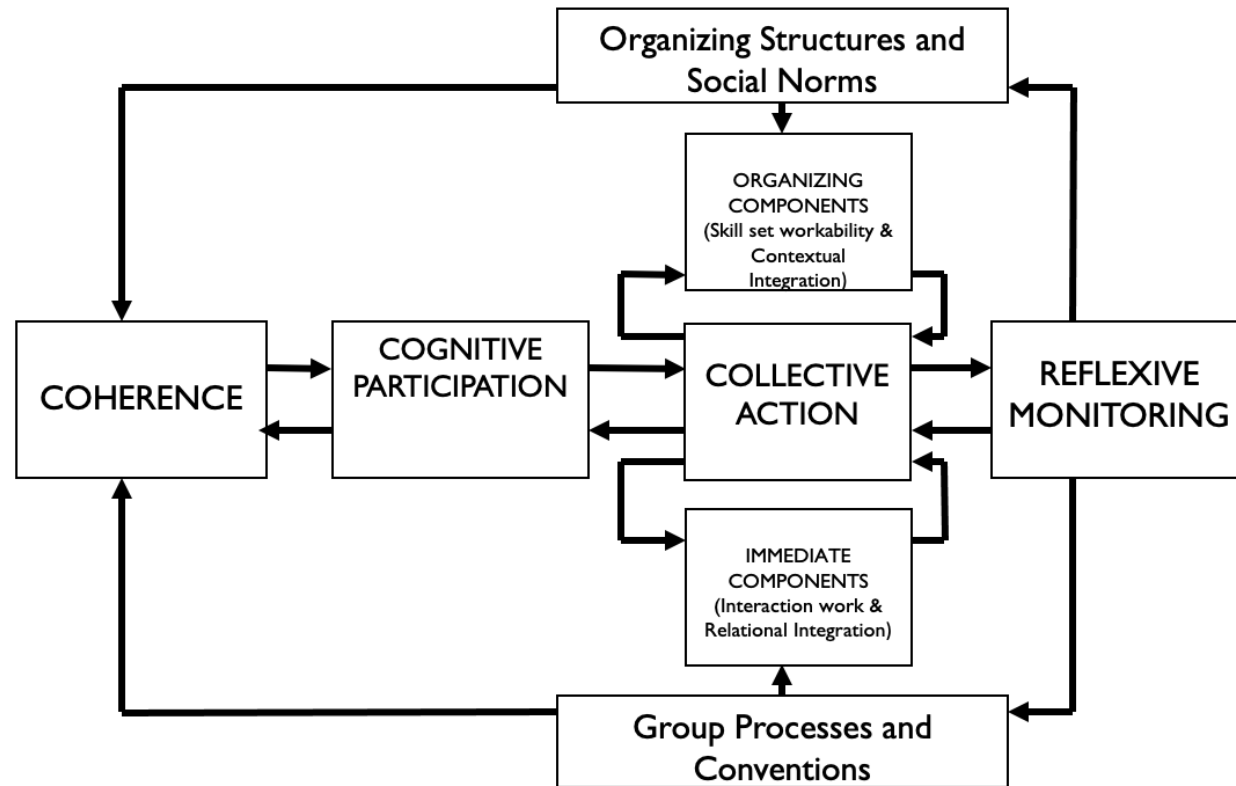 Organizing Structures and
Social Norms
ORGANIZING
COMPONENTS
(Skill set workability &
Contextual
Integration)
COHERENCE
COGNITIVE
PARTICIPATION
COLLECTIVE
ACTION
REFLEXIVE
MONITORING
IMMEDIATE
COMPONENTS
(Interaction work &
Relational Integration)
Group Processes and
Conventions